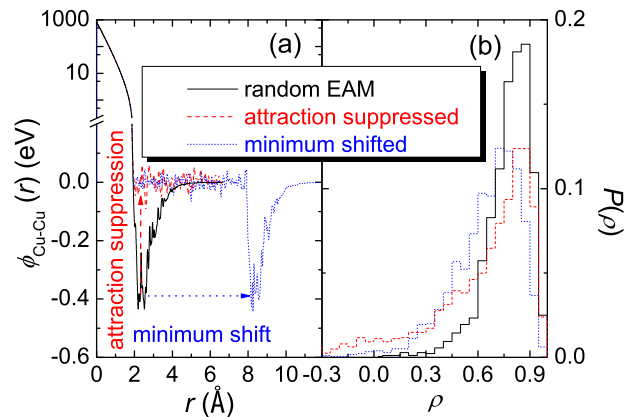 (a)
(b)
random EAM
attraction suppressed
minimum shifted
1000
10
0.0
-0.2
-0.4
-0.6
ϕCu-Cu (r) (eV)
attraction suppression
minimum shift
0 2 4 6 8 10
r (Å)
-0.3 0.0 0.3 0.6 0.9
ρ
0.2
0.1
0.0
P(ρ)